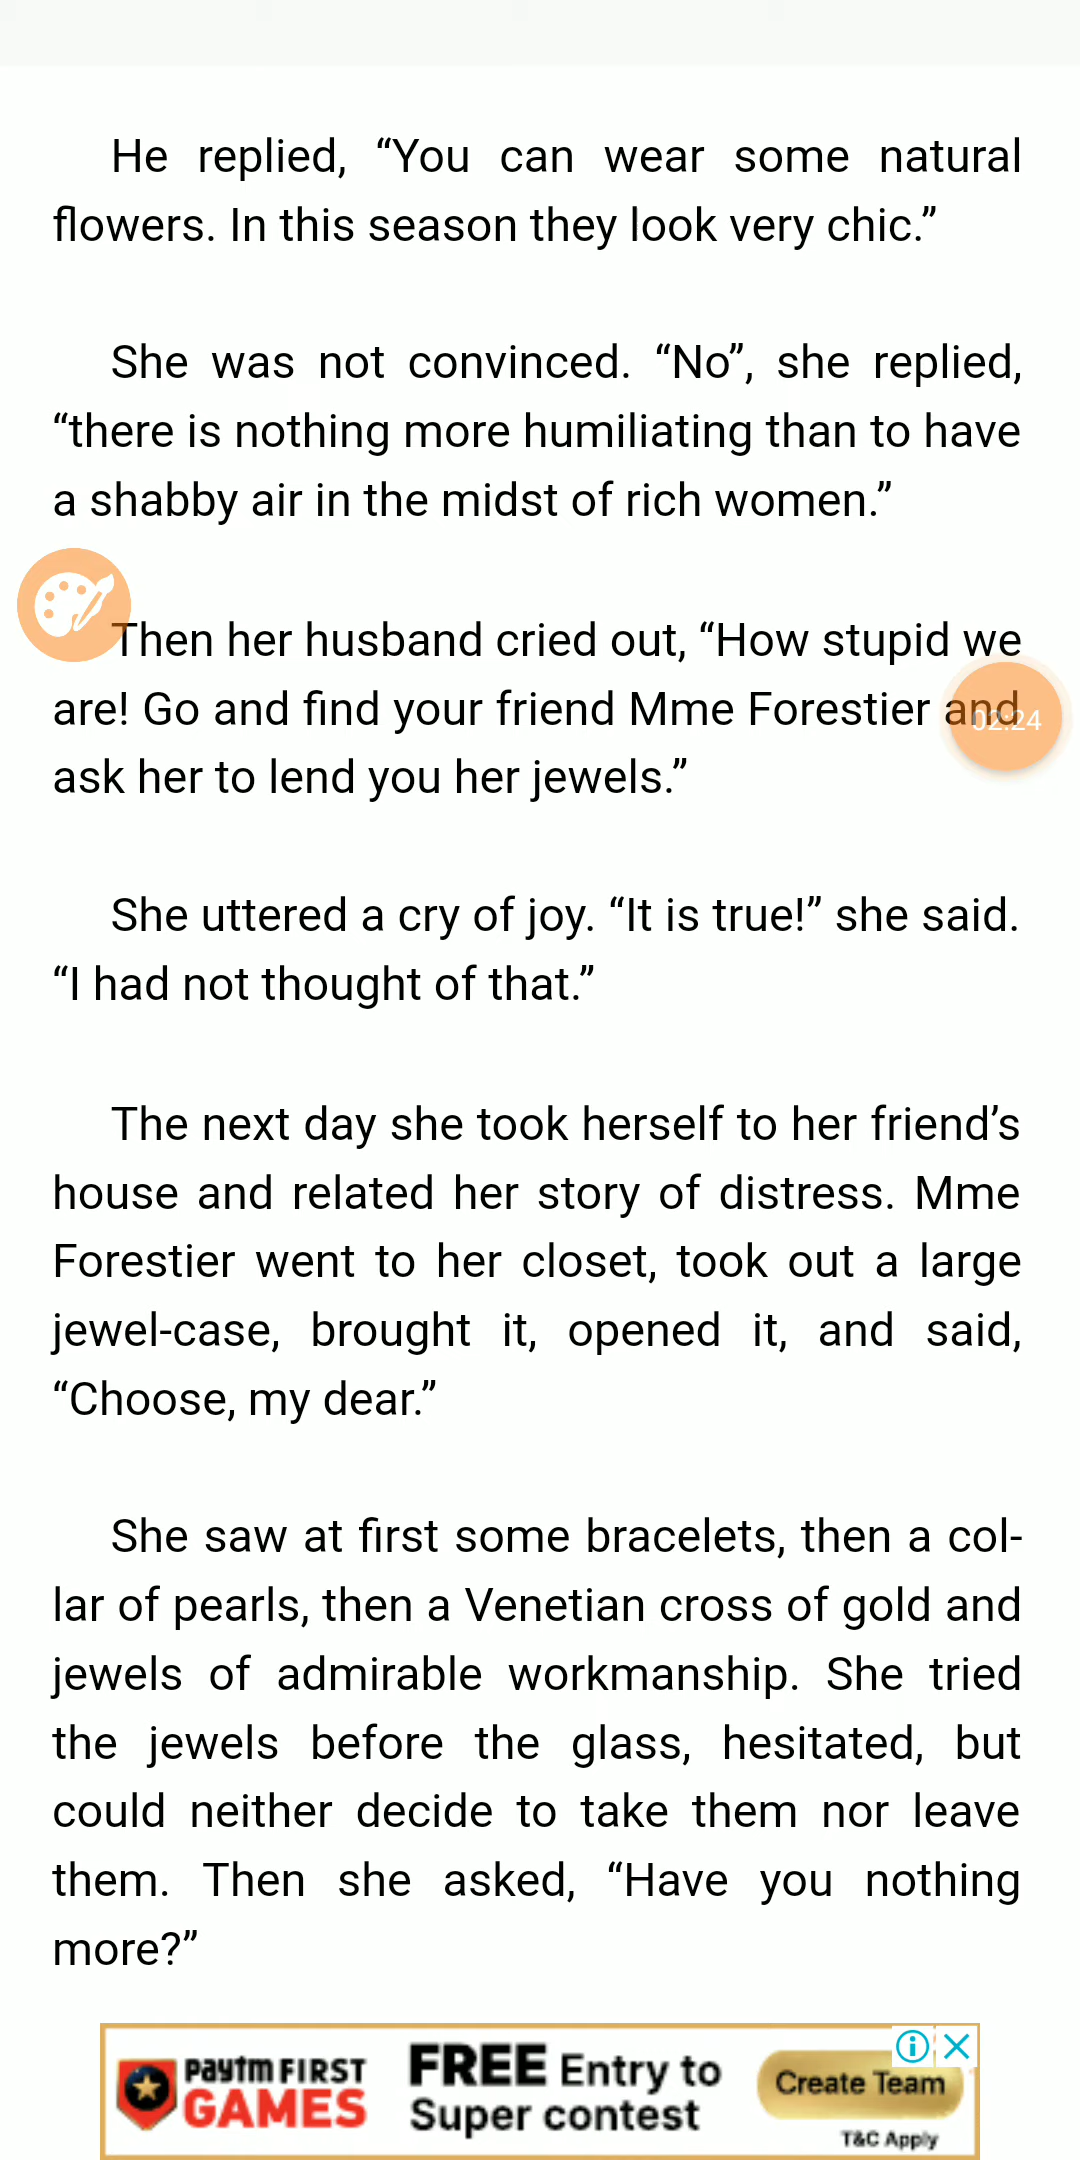 He replied, “You can wear some natural
flowers. In this season they look very chic.”
She was not convinced. “No”, she replied,
“there is nothing more humiliating than to have
a shabby air in the midst of rich women.”
Then her husband cried out, “How stupid we
are! Go and find your friend Mme Forestier and
02:24
ask her to lend you her jewels.”
She uttered a cry of joy. “It is true!” she said.
“I had not thought of that.”
The next day she took herself to her friend’s
house and related her story of distress. Mme
Forestier went to her closet, took out a large
jewel-case, brought it, opened it, and said,
“Choose, my dear.”
She saw at first some bracelets, then a col-
lar of pearls, then a Venetian cross of gold and
jewels of admirable workmanship. She tried
the jewels before the glass, hesitated, but
could neither decide to take them nor leave
them. Then she asked, “Have you nothing
more?”
paytm FIRST
GAMES
FREE Entry to
Super contest
Create Team
T&C Apply